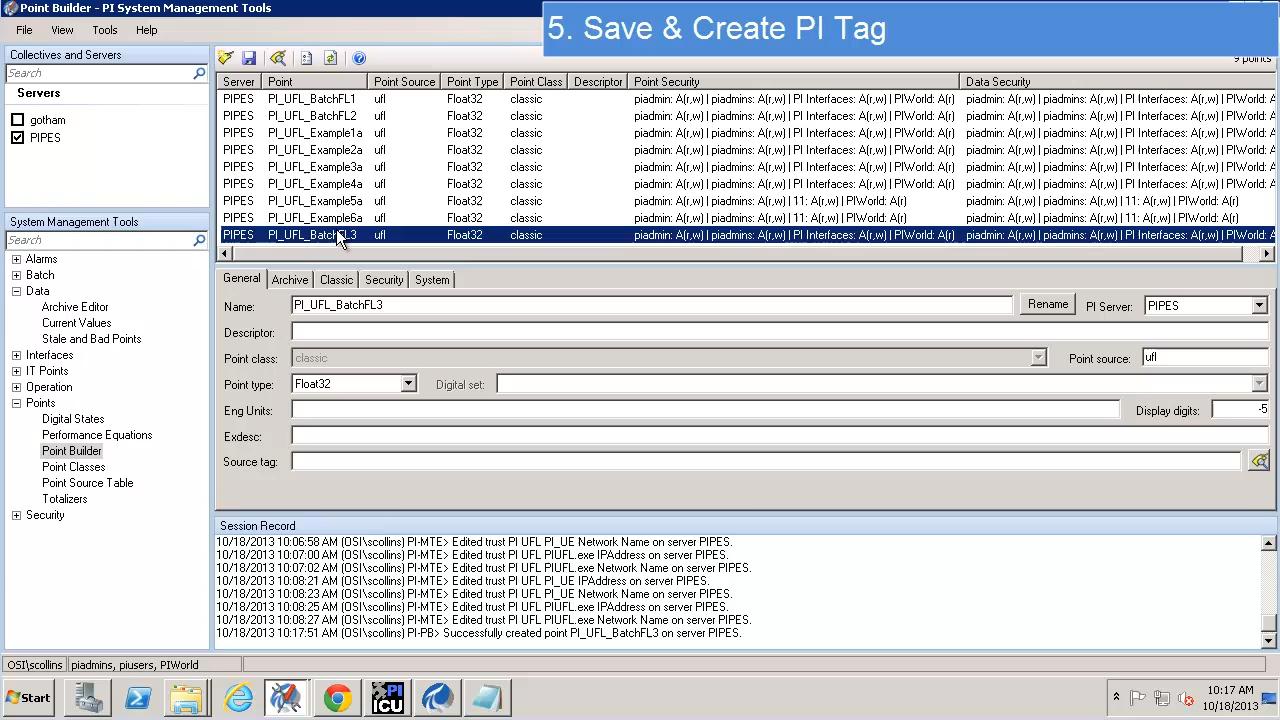 Point Builder - PI System Management Tools
5. Save & Create PI Tag
File View Tools Help
Collectives and Servers
Search
Servers
gotham
PIPES
9 points
Server Point Point Source Point Type Point Class Descriptor Point Security Data Security
PIPES PI_UFL_BatchFL1 ufl Float32 classic piadmin: A(r,w) | piadmins: A(r,w) | PI Interfaces: A(r,w) | PIWorld: A(r) piadmin: A(r,w) | piadmins: A(r,w) | PI Interfaces: A(r,w) | PIWorld: A(r
PIPES PI_UFL_BatchFL2 ufl Float32 classic piadmin: A(r,w) | piadmins: A(r,w) | PI Interfaces: A(r,w) | PIWorld: A(r) piadmin: A(r,w) | piadmins: A(r,w) | PI Interfaces: A(r,w) | PIWorld: A(r
PIPES PI_UFL_Example1a ufl Float32 classic piadmin: A(r,w) | piadmins: A(r,w) | PI Interfaces: A(r,w) | PIWorld: A(r) piadmin: A(r,w) | piadmins: A(r,w) | PI Interfaces: A(r,w) | PIWorld: A(r
PIPES PI_UFL_Example2a ufl Float32 classic piadmin: A(r,w) | piadmins: A(r,w) | PI Interfaces: A(r,w) | PIWorld: A(r) piadmin: A(r,w) | piadmins: A(r,w) | PI Interfaces: A(r,w) | PIWorld: A(r
PIPES PI_UFL_Example3a ufl Float32 classic piadmin: A(r,w) | piadmins: A(r,w) | PI Interfaces: A(r,w) | PIWorld: A(r) piadmin: A(r,w) | piadmins: A(r,w) | PI Interfaces: A(r,w) | PIWorld: A(r
PIPES PI_UFL_Example4a ufl Float32 classic piadmin: A(r,w) | piadmins: A(r,w) | PI Interfaces: A(r,w) | PIWorld: A(r) piadmin: A(r,w) | piadmins: A(r,w) | PI Interfaces: A(r,w) | PIWorld: A(r
PIPES PI_UFL_Example5a ufl Float32 classic piadmin: A(r,w) | piadmins: A(r,w) | 11: A(r,w) | PIWorld: A(r) piadmin: A(r,w) | piadmins: A(r,w) | 11: A(r,w) | PIWorld: A(r)
PIPES PI_UFL_Example6a ufl Float32 classic piadmin: A(r,w) | piadmins: A(r,w) | 11: A(r,w) | PIWorld: A(r) piadmin: A(r,w) | piadmins: A(r,w) | 11: A(r,w) | PIWorld: A(r)
PIPES PI_UFL_BatchFL3 ufl Float32 classic piadmin: A(r,w) | piadmins: A(r,w) | PI Interfaces: A(r,w) | PIWorld: A(r) piadmin: A(r,w) | piadmins: A(r,w) | PI Interfaces: A(r,w) | PIWorld: A(r
System Management Tools
Search
Alarms
Batch
Data
Archive Editor
Current Values
Stale and Bad Points
Interfaces
IT Points
Operation
Points
Digital States
Performance Equations
Point Builder
Point Classes
Point Source Table
Totalizers
Security
General Archive Classic Security System
Name: PI_UFL_BatchFL3 Rename PI Server: PIPES
Descriptor:
Point class: classic Point source: ufl
Point type: Float32 Digital set:
Eng Units: Display digits: -5
Exdesc:
Source tag:
Session Record
10/18/2013 10:06:58 AM (OSI\scollins) PI-MTE> Edited trust PI UFL PI_UE Network Name on server PIPES.
10/18/2013 10:07:00 AM (OSI\scollins) PI-MTE> Edited trust PI UFL PIUFL.exe IPAddress on server PIPES.
10/18/2013 10:07:02 AM (OSI\scollins) PI-MTE> Edited trust PI UFL PIUFL.exe Network Name on server PIPES.
10/18/2013 10:08:21 AM (OSI\scollins) PI-MTE> Edited trust PI UFL PI_UE IPAddress on server PIPES.
10/18/2013 10:08:23 AM (OSI\scollins) PI-MTE> Edited trust PI UFL PI_UE Network Name on server PIPES.
10/18/2013 10:08:25 AM (OSI\scollins) PI-MTE> Edited trust PI UFL PIUFL.exe IPAddress on server PIPES.
10/18/2013 10:08:27 AM (OSI\scollins) PI-MTE> Edited trust PI UFL PIUFL.exe Network Name on server PIPES.
10/18/2013 10:17:51 AM (OSI\scollins) PI-PB> Successfully created point PI_UFL_BatchFL3 on server PIPES.
OSI\scollins piadmins, piusers, PIWorld
Start
PI
ICU
10:17 AM
10/18/2013